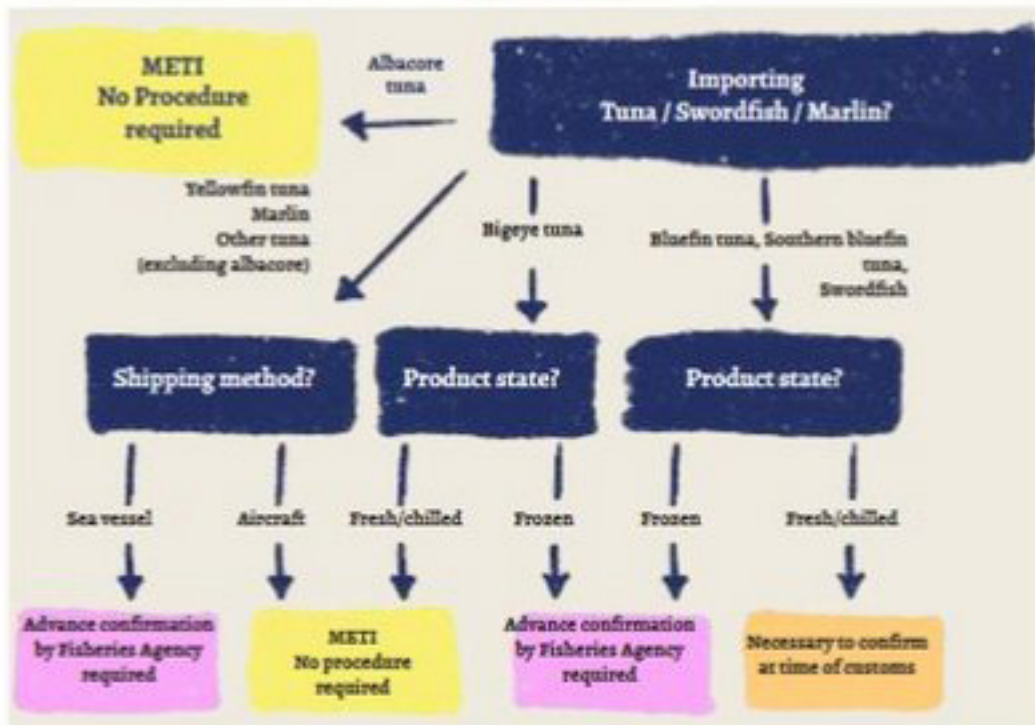 METI
No Procedure
required
Albacore
tuna
Importing
Tuna / Swordfish / Marlin?
Yellowfin tuna
Marlin
Other tuna
(excluding albacore)
Bigeye tuna
Bluefin tuna, Southern bluefin
tuna,
Swordfish
Shipping method?
Product state?
Product state?
Sea vessel
Aircraft
Fresh/chilled
Frozen
Frozen
Fresh/chilled
Advance confirmation
by Fisheries Agency
required
METI
No procedure
required
Advance confirmation
by Fisheries Agency
required
Necessary to confirm
at time of customs